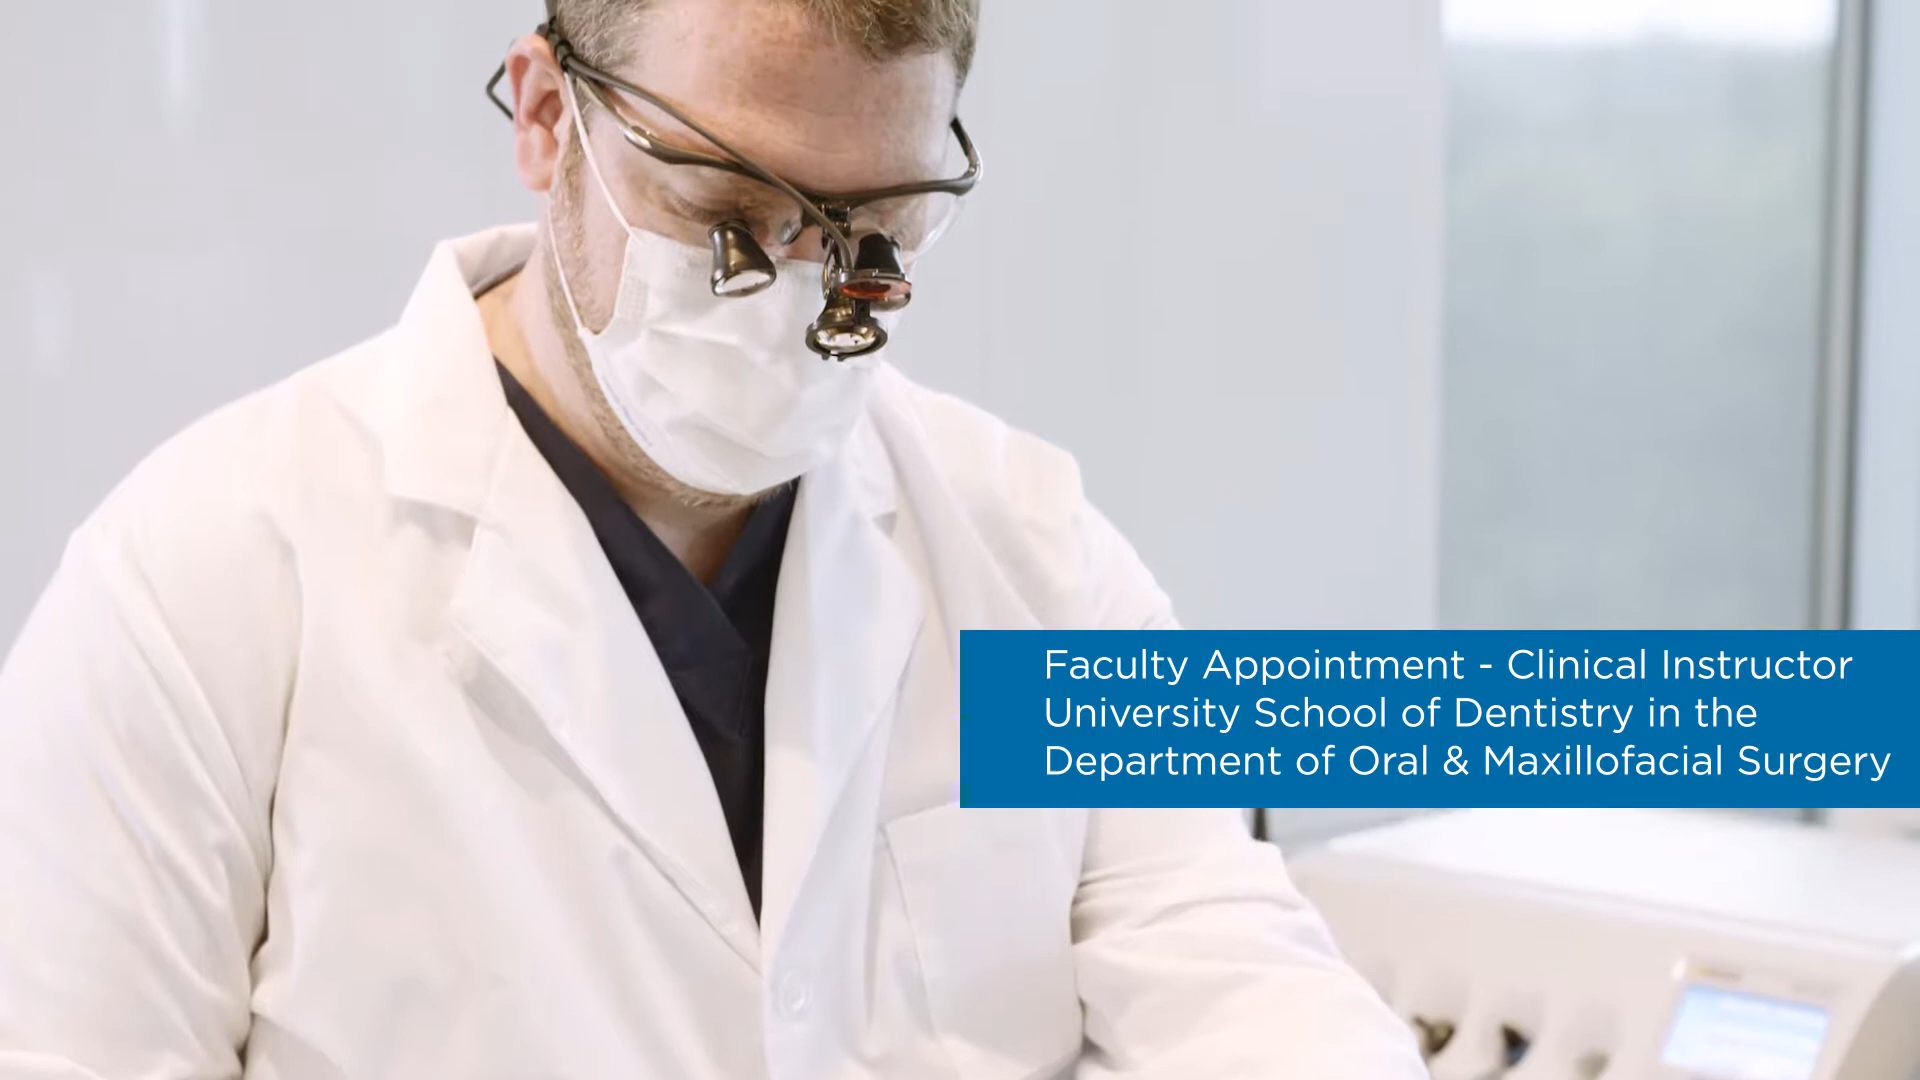 Faculty Appointment - Clinical Instructor
University School of Dentistry in the
Department of Oral & Maxillofacial Surgery